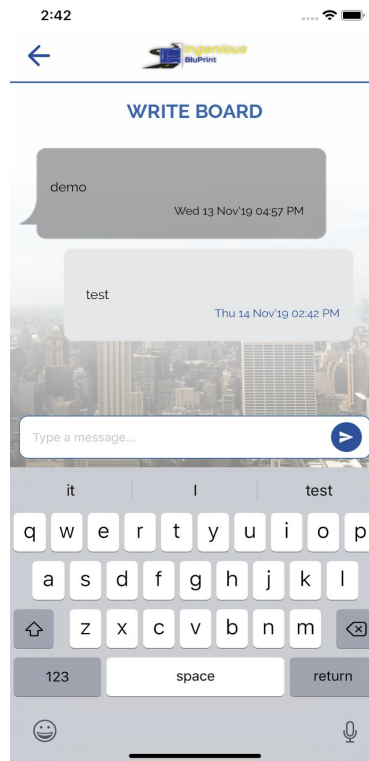 2:42
Ingenious
BluPrint
WRITE BOARD
demo
Wed 13 Nov'19 04:57 PM
test
Thu 14 Nov'19 02:42 PM
Type a message...
it I test
q w e r t y u i o p
a s d f g h j k l
z x c v b n m
123 space return